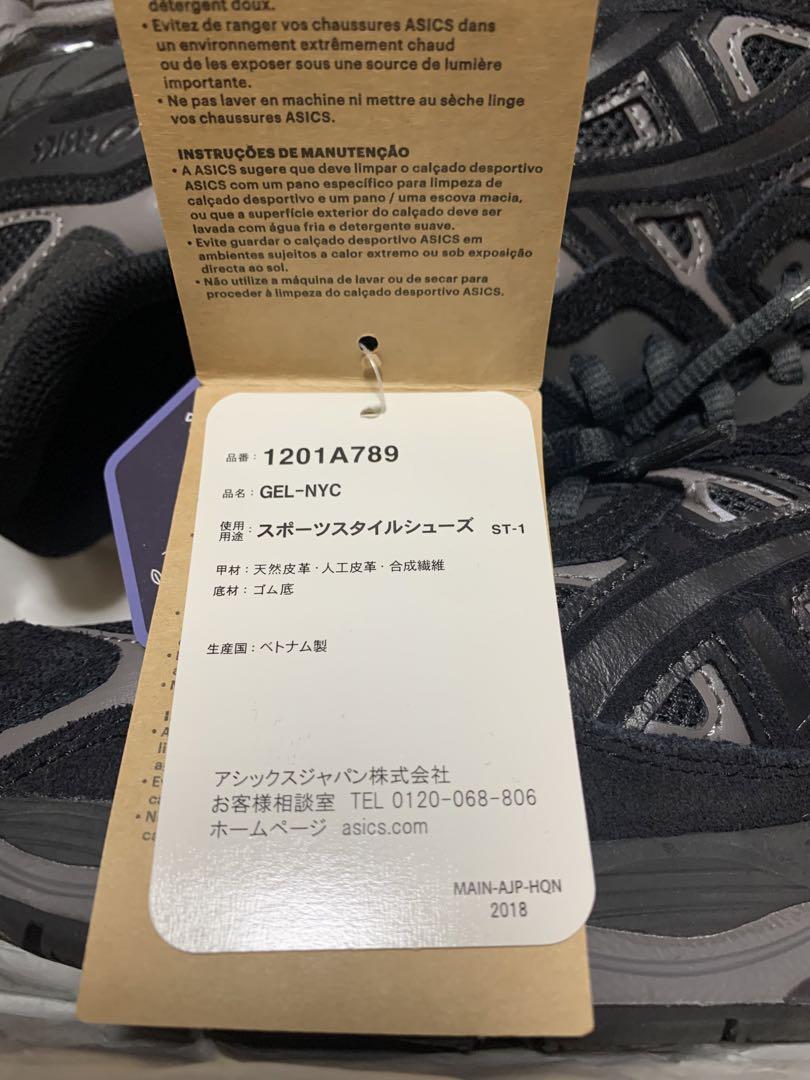 détergent doux.
• Evitez de ranger vos chaussures ASICS dans
un environnement extrêmement chaud
ou de les exposer sous une source de lumière
importante.
• Ne pas laver en machine ni mettre au sèche linge
vos chaussures ASICS.
INSTRUÇÕES DE MANUTENÇÃO
• A ASICS sugere que deve limpar o calçado desportivo
ASICS com um pano específico para limpeza de
calçado desportivo e um pano / uma escova macia,
ou que a superfície exterior do calçado deve ser
lavada com água fria e detergente suave.
• Evite guardar o calçado desportivo ASICS em
ambientes sujeitos a calor extremo ou sob exposição
directa ao sol.
• Não utilize a máquina de lavar ou de secar para
proceder à limpeza do calçado desportivo ASICS.
品番：1201A789
品名：GEL-NYC
使用用途：スポーツスタイルシューズ ST-1
甲材：天然皮革・人工皮革・合成繊維
底材：ゴム底
生産国：ベトナム製
アシックスジャパン株式会社
お客様相談室 TEL 0120-068-806
ホームページ asics.com
MAIN-AJP-HQN
2018
asics